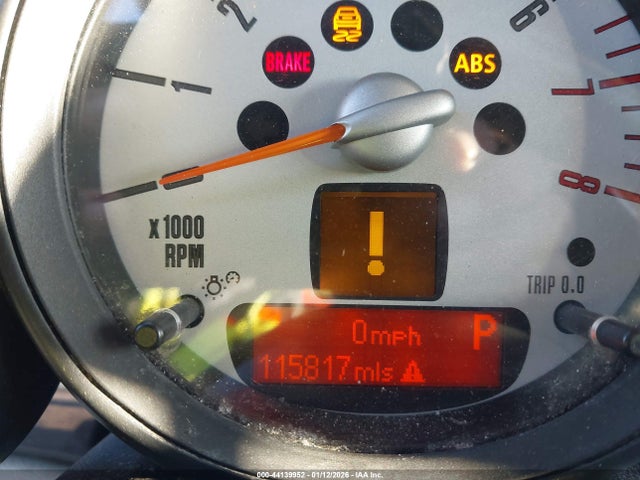 2
6
BRAKE
ABS
1
7
8
x1000
RPM
!
TRIP 0.0
0mph P
115817mls
000-44139952 - 01/12/2026 - IAA Inc.